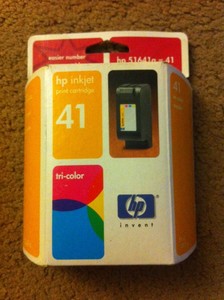 easier number
hp 51641a = 41
hp inkjet
print cartridge
41
41
tri-color
hp
invent